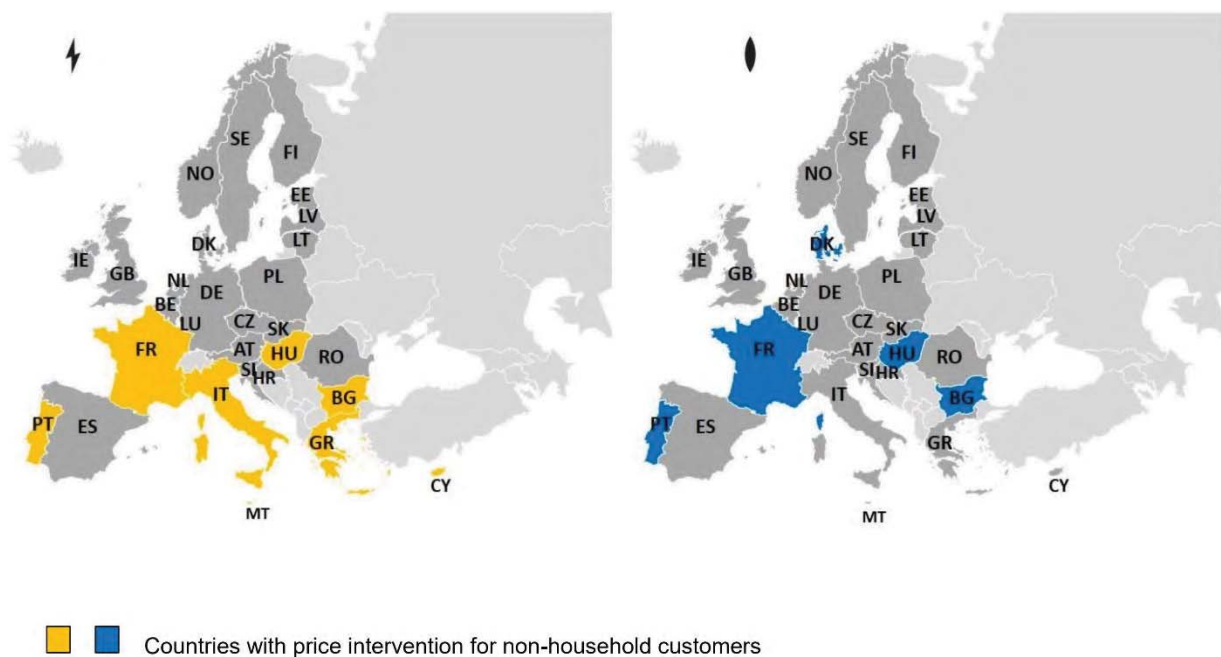 SE
FI
NO
EE
LV
DK
LT
IE
GB
NL
PL
BE
DE
LU
CZ
SK
FR
AT
HU
RO
SI
HR
IT
BG
PT
ES
GR
CY
MT
SE
FI
NO
EE
LV
DK
LT
IE
GB
NL
PL
BE
DE
LU
CZ
SK
FR
AT
HU
RO
SI
HR
IT
BG
PT
ES
GR
CY
MT
Countries with price intervention for non-household customers